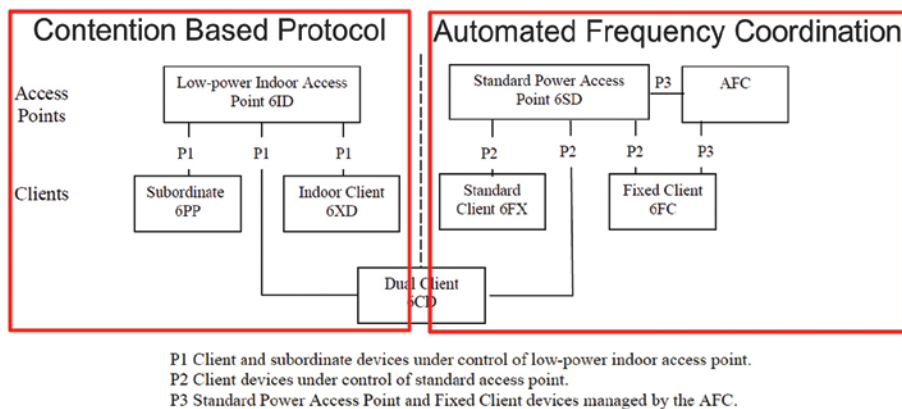 Contention Based Protocol
Automated Frequency Coordination
Access
Points
Low-power Indoor Access
Point 6ID
Standard Power Access
Point 6SD
P3
AFC
P1
P1
P1
P2
P2
P2
P3
Clients
Subordinate
6PP
Indoor Client
6XD
Standard
Client 6FX
Fixed Client
6FC
Dual Client
6CD
P1 Client and subordinate devices under control of low-power indoor access point.
P2 Client devices under control of standard access point.
P3 Standard Power Access Point and Fixed Client devices managed by the AFC.